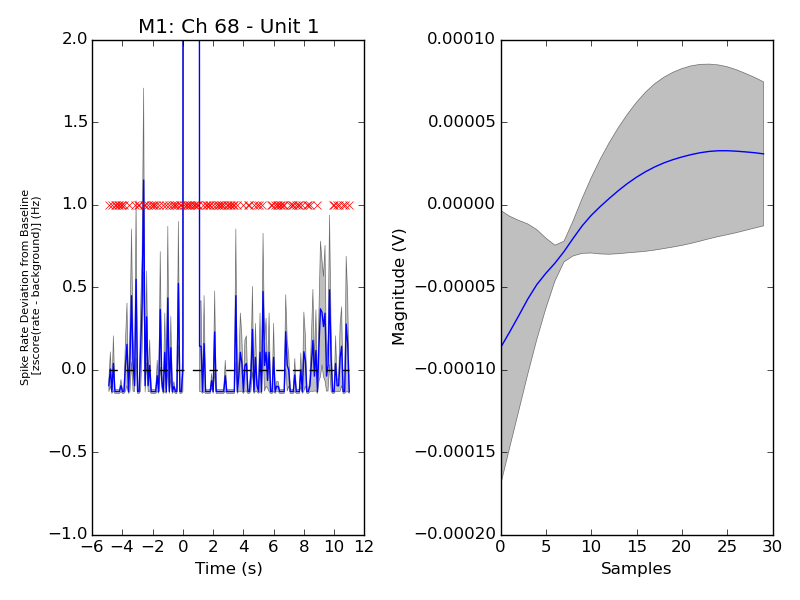 M1: Ch 68 - Unit 1
Spike Rate Deviation from Baseline
[zscore(rate - background)] (Hz)
2.0
1.5
1.0
0.5
0.0
−0.5
−1.0
−6 −4 −2 0 2 4 6 8 10 12
Time (s)
Magnitude (V)
0.00010
0.00005
0.00000
−0.00005
−0.00010
−0.00015
−0.00020
0 5 10 15 20 25 30
Samples